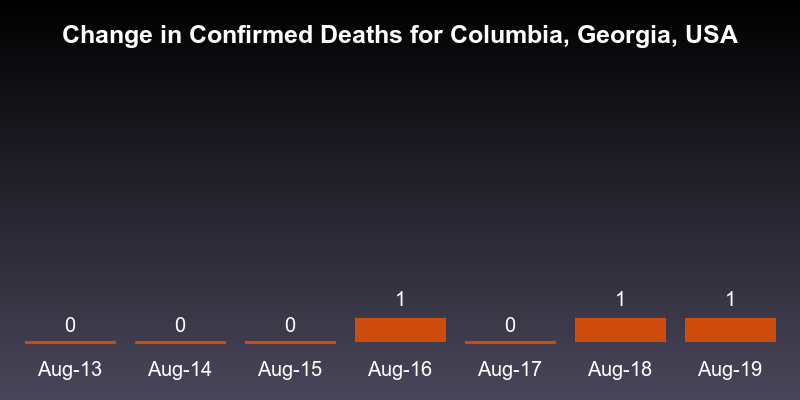 Change in Confirmed Deaths for Columbia, Georgia, USA
0 0 0 1 0 1 1
Aug-13 Aug-14 Aug-15 Aug-16 Aug-17 Aug-18 Aug-19